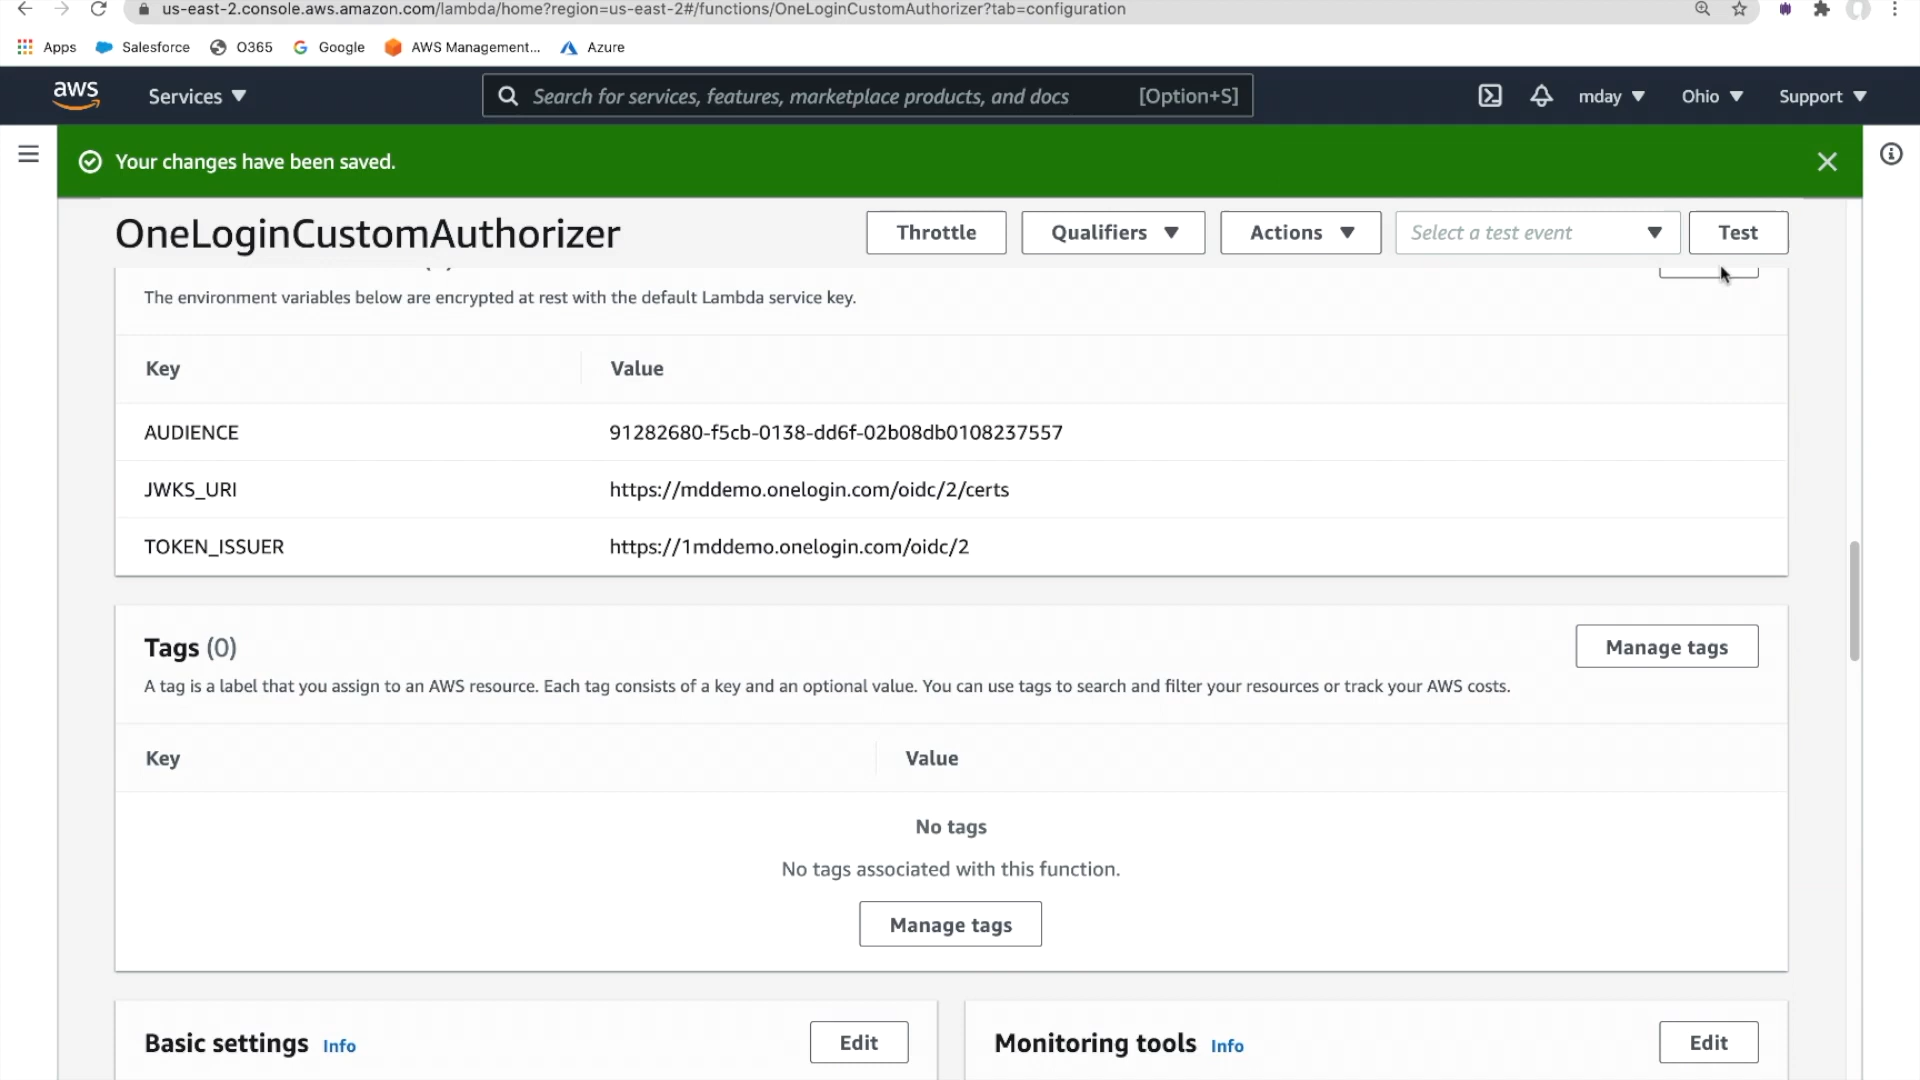 us-east-2.console.aws.amazon.com/lambda/home?region=us-east-2#/functions/OneLoginCustomAuthorizer?tab=configuration
Apps Salesforce O365 Google AWS Management... Azure
aws Services Search for services, features, marketplace products, and docs [Option+S] mday Ohio Support
Your changes have been saved.
OneLoginCustomAuthorizer Throttle Qualifiers Actions Select a test event Test
The environment variables below are encrypted at rest with the default Lambda service key.
Key Value
AUDIENCE 91282680-f5cb-0138-dd6f-02b08db0108237557
JWKS_URI https://mddemo.onelogin.com/oidc/2/certs
TOKEN_ISSUER https://1mddemo.onelogin.com/oidc/2
Tags (0) Manage tags
A tag is a label that you assign to an AWS resource. Each tag consists of a key and an optional value. You can use tags to search and filter your resources or track your AWS costs.
Key Value
No tags
No tags associated with this function.
Manage tags
Basic settings Info Edit Monitoring tools Info Edit